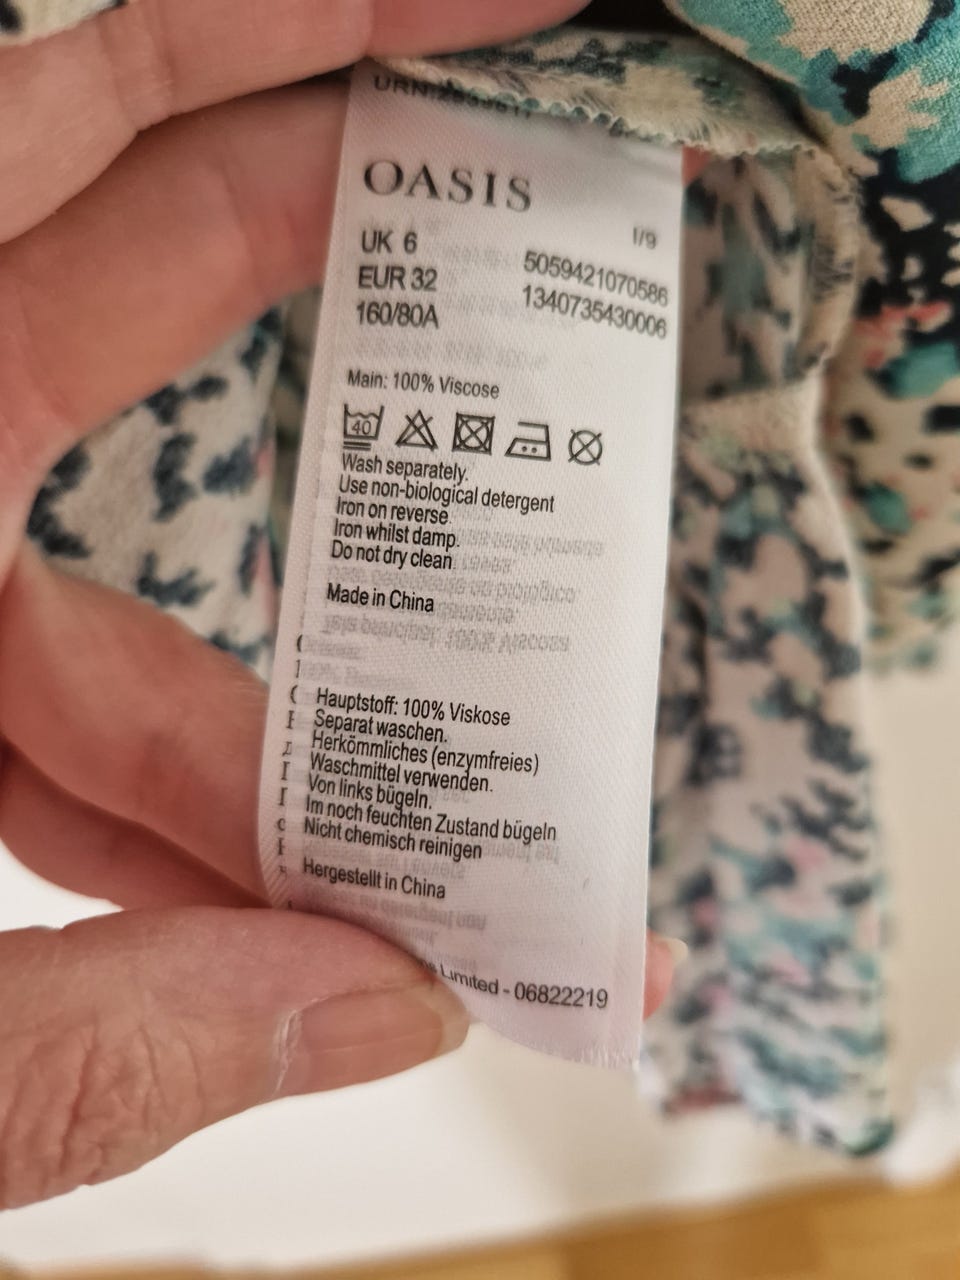 OASIS
1/9
UK 6
EUR 32
160/80A
5059421070586
1340735430006
Main: 100% Viscose
40
Wash separately.
Use non-biological detergent
Iron on reverse.
Iron whilst damp.
Do not dry clean.
Made in China
Hauptstoff: 100% Viskose
Separat waschen.
Herkömmliches (enzymfreies)
Waschmittel verwenden.
Von links bügeln.
Im noch feuchten Zustand bügeln
Nicht chemisch reinigen
Hergestellt in China
Limited - 06822219